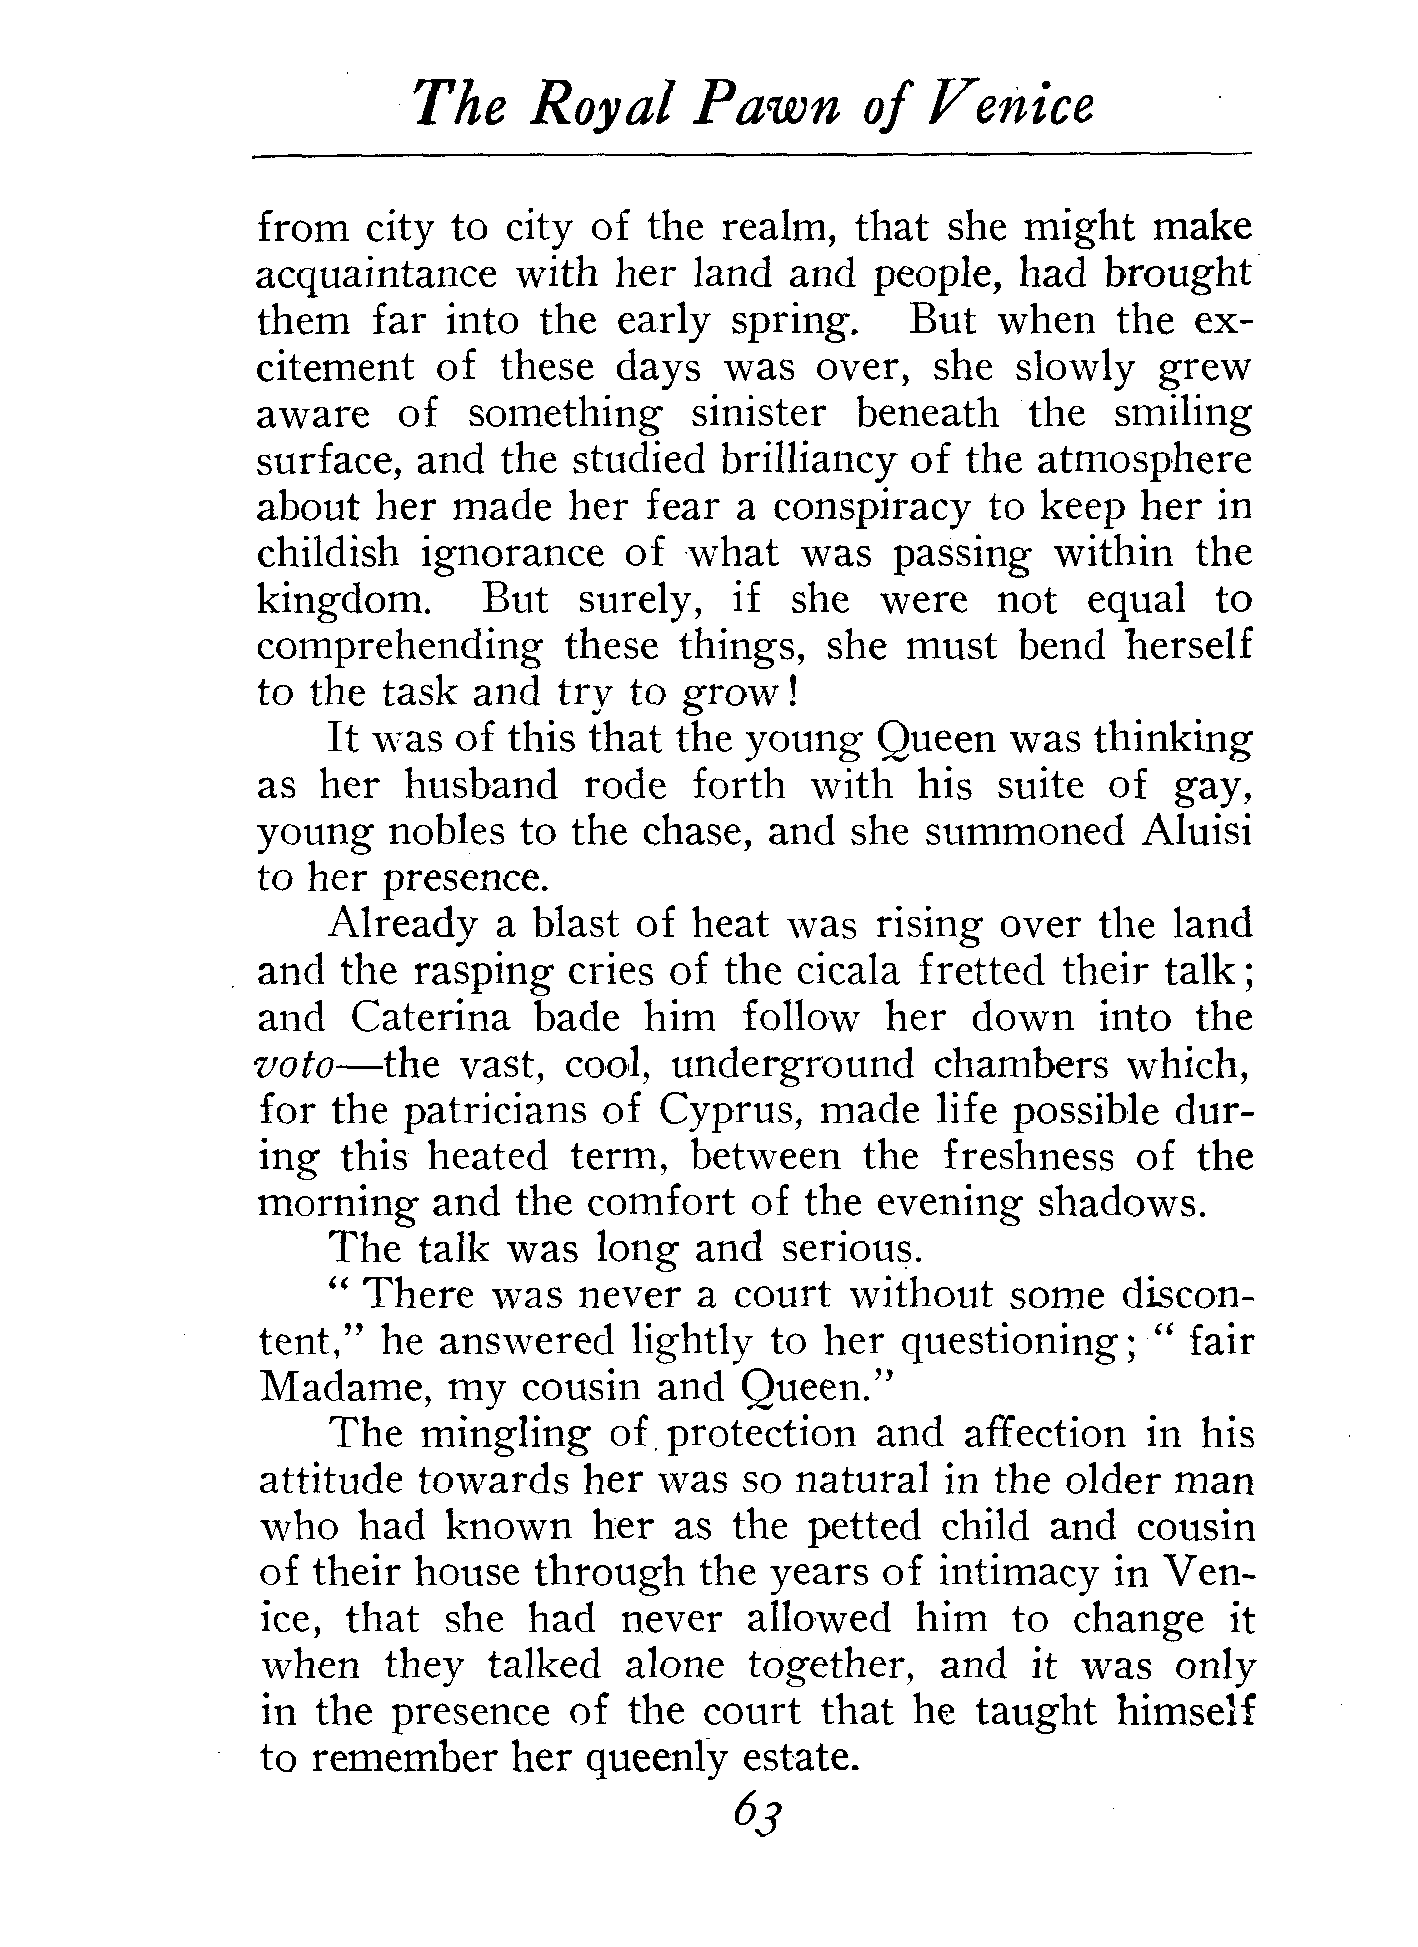 The Royal Pawn of Venice
from city to city of the realm, that she might make
acquaintance with her land and people, had brought
them far into the early spring. But when the ex-
citement of these days was over, she slowly grew
aware of something sinister beneath the smiling
surface, and the studied brilliancy of the atmosphere
about her made her fear a conspiracy to keep her in
childish ignorance of what was passing within the
kingdom. But surely, if she were not equal to
comprehending these things, she must bend herself
to the task and try to grow!
It was of this that the young Queen was thinking
as her husband rode forth with his suite of gay,
young nobles to the chase, and she summoned Aluisi
to her presence.
Already a blast of heat was rising over the land
and the rasping cries of the cicala fretted their talk;
and Caterina bade him follow her down into the
voto—the vast, cool, underground chambers which,
for the patricians of Cyprus, made life possible dur-
ing this heated term, between the freshness of the
morning and the comfort of the evening shadows.
The talk was long and serious.
“ There was never a court without some discon-
tent,” he answered lightly to her questioning; “ fair
Madame, my cousin and Queen.”
The mingling of protection and affection in his
attitude towards her was so natural in the older man
who had known her as the petted child and cousin
of their house through the years of intimacy in Ven-
ice, that she had never allowed him to change it
when they talked alone together, and it was only
in the presence of the court that he taught himself
to remember her queenly estate.
63